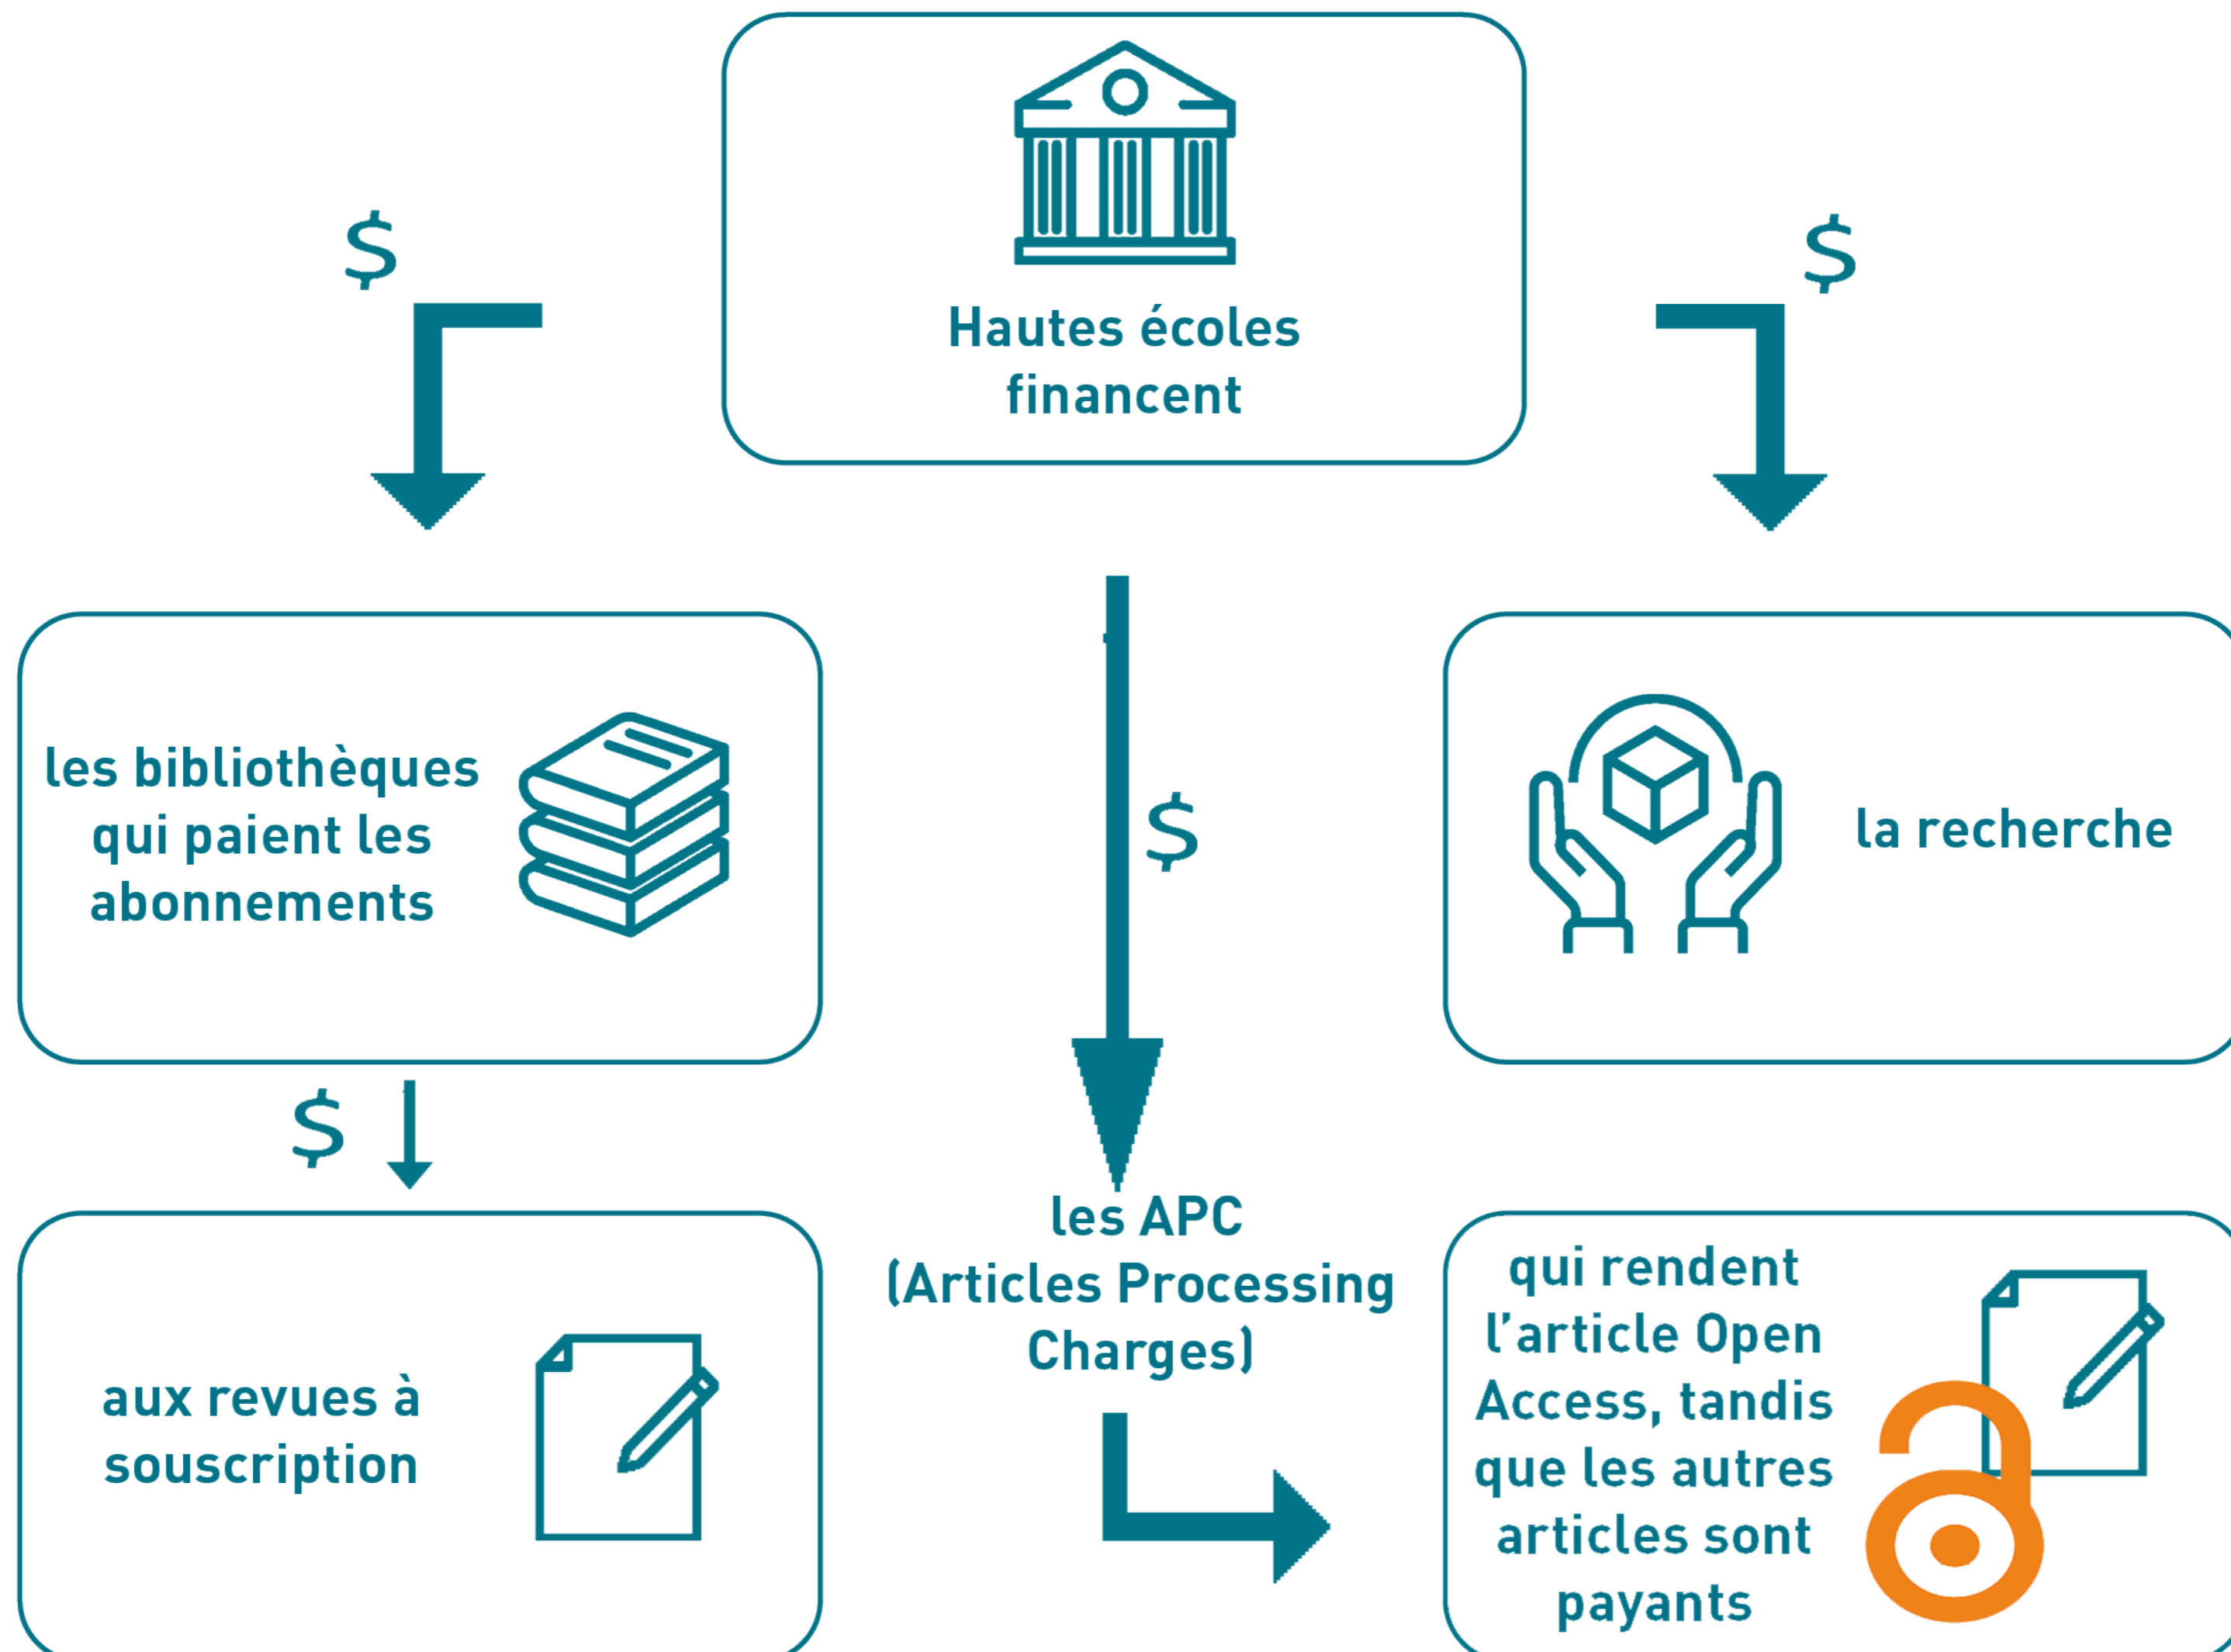 Hautes écoles
financent
$
$
les bibliothèques
qui paient les
abonnements
$
la recherche
$
aux revues à
souscription
les APC
(Articles Processing
Charges)
qui rendent
l'article Open
Access, tandis
que les autres
articles sont
payants